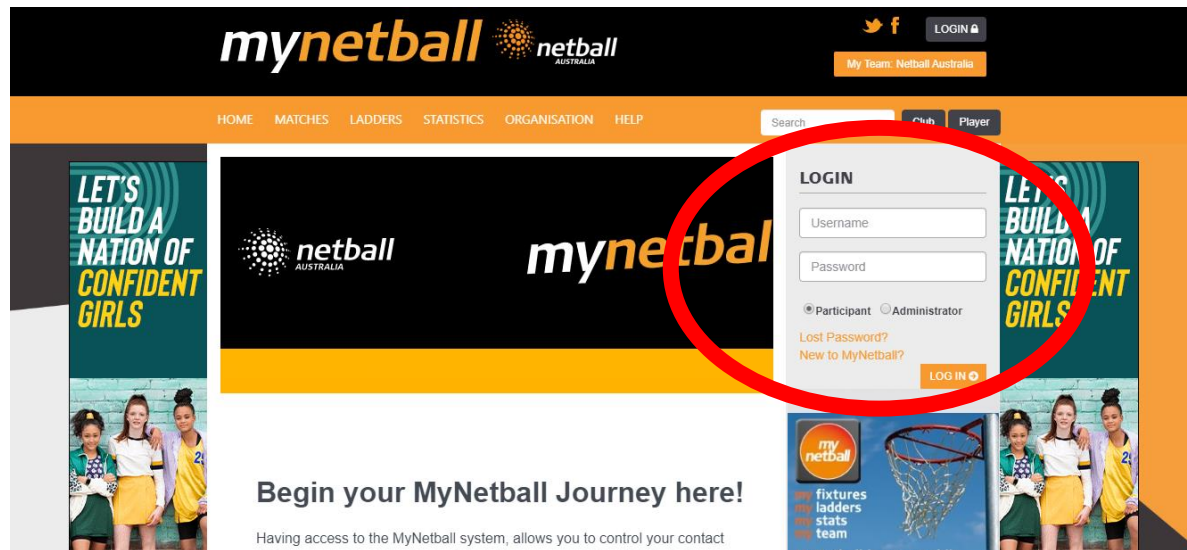 mynetball netball
AUSTRALIA
LOGIN
My Team: Netball Australia
HOME MATCHES LADDERS STATISTICS ORGANISATION HELP
Search Club Player
LET'S
BUILD A
NATION OF
CONFIDENT
GIRLS
netball
AUSTRALIA
mynetbal
LOGIN
Username
Password
Participant Administrator
Lost Password?
New to MyNetball?
LOG IN
LET'S
BUILD A
NATION OF
CONFIDENT
GIRLS
my
netball
my fixtures
my ladders
my stats
my team
Begin your MyNetball Journey here!
Having access to the MyNetball system, allows you to control your contact